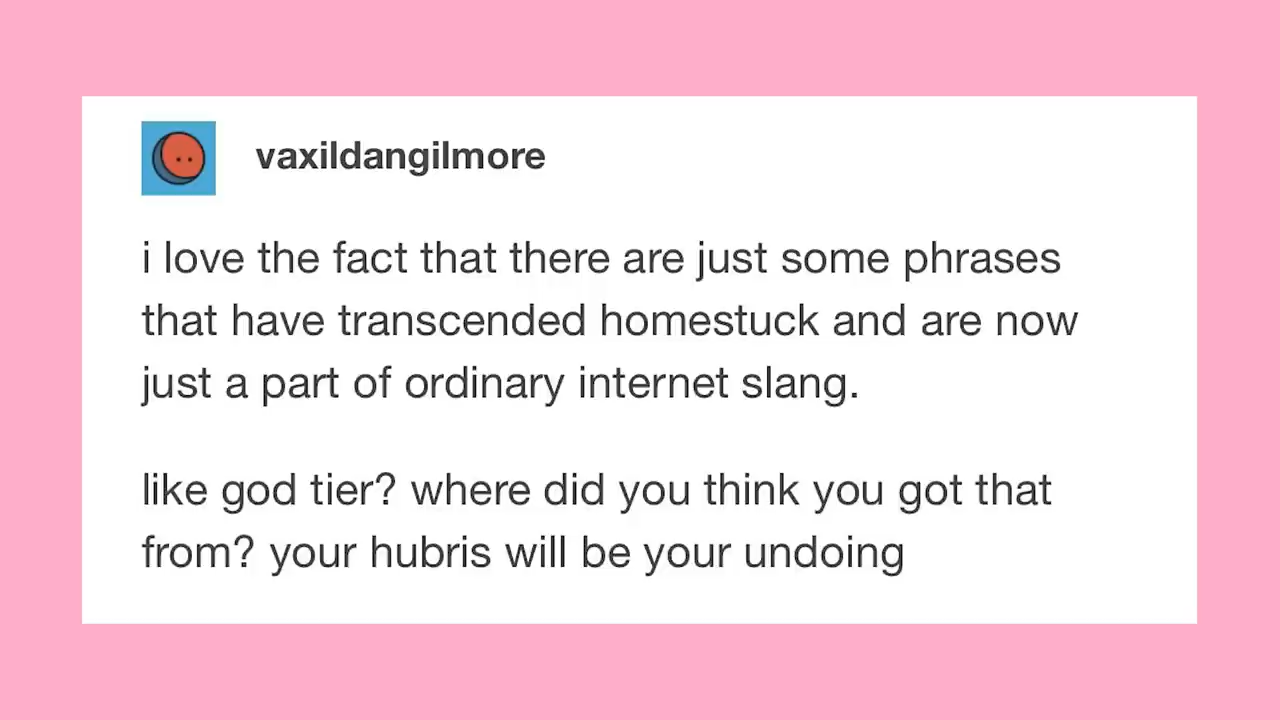 vaxildangilmore
i love the fact that there are just some phrases
that have transcended homestuck and are now
just a part of ordinary internet slang.
like god tier? where did you think you got that
from? your hubris will be your undoing